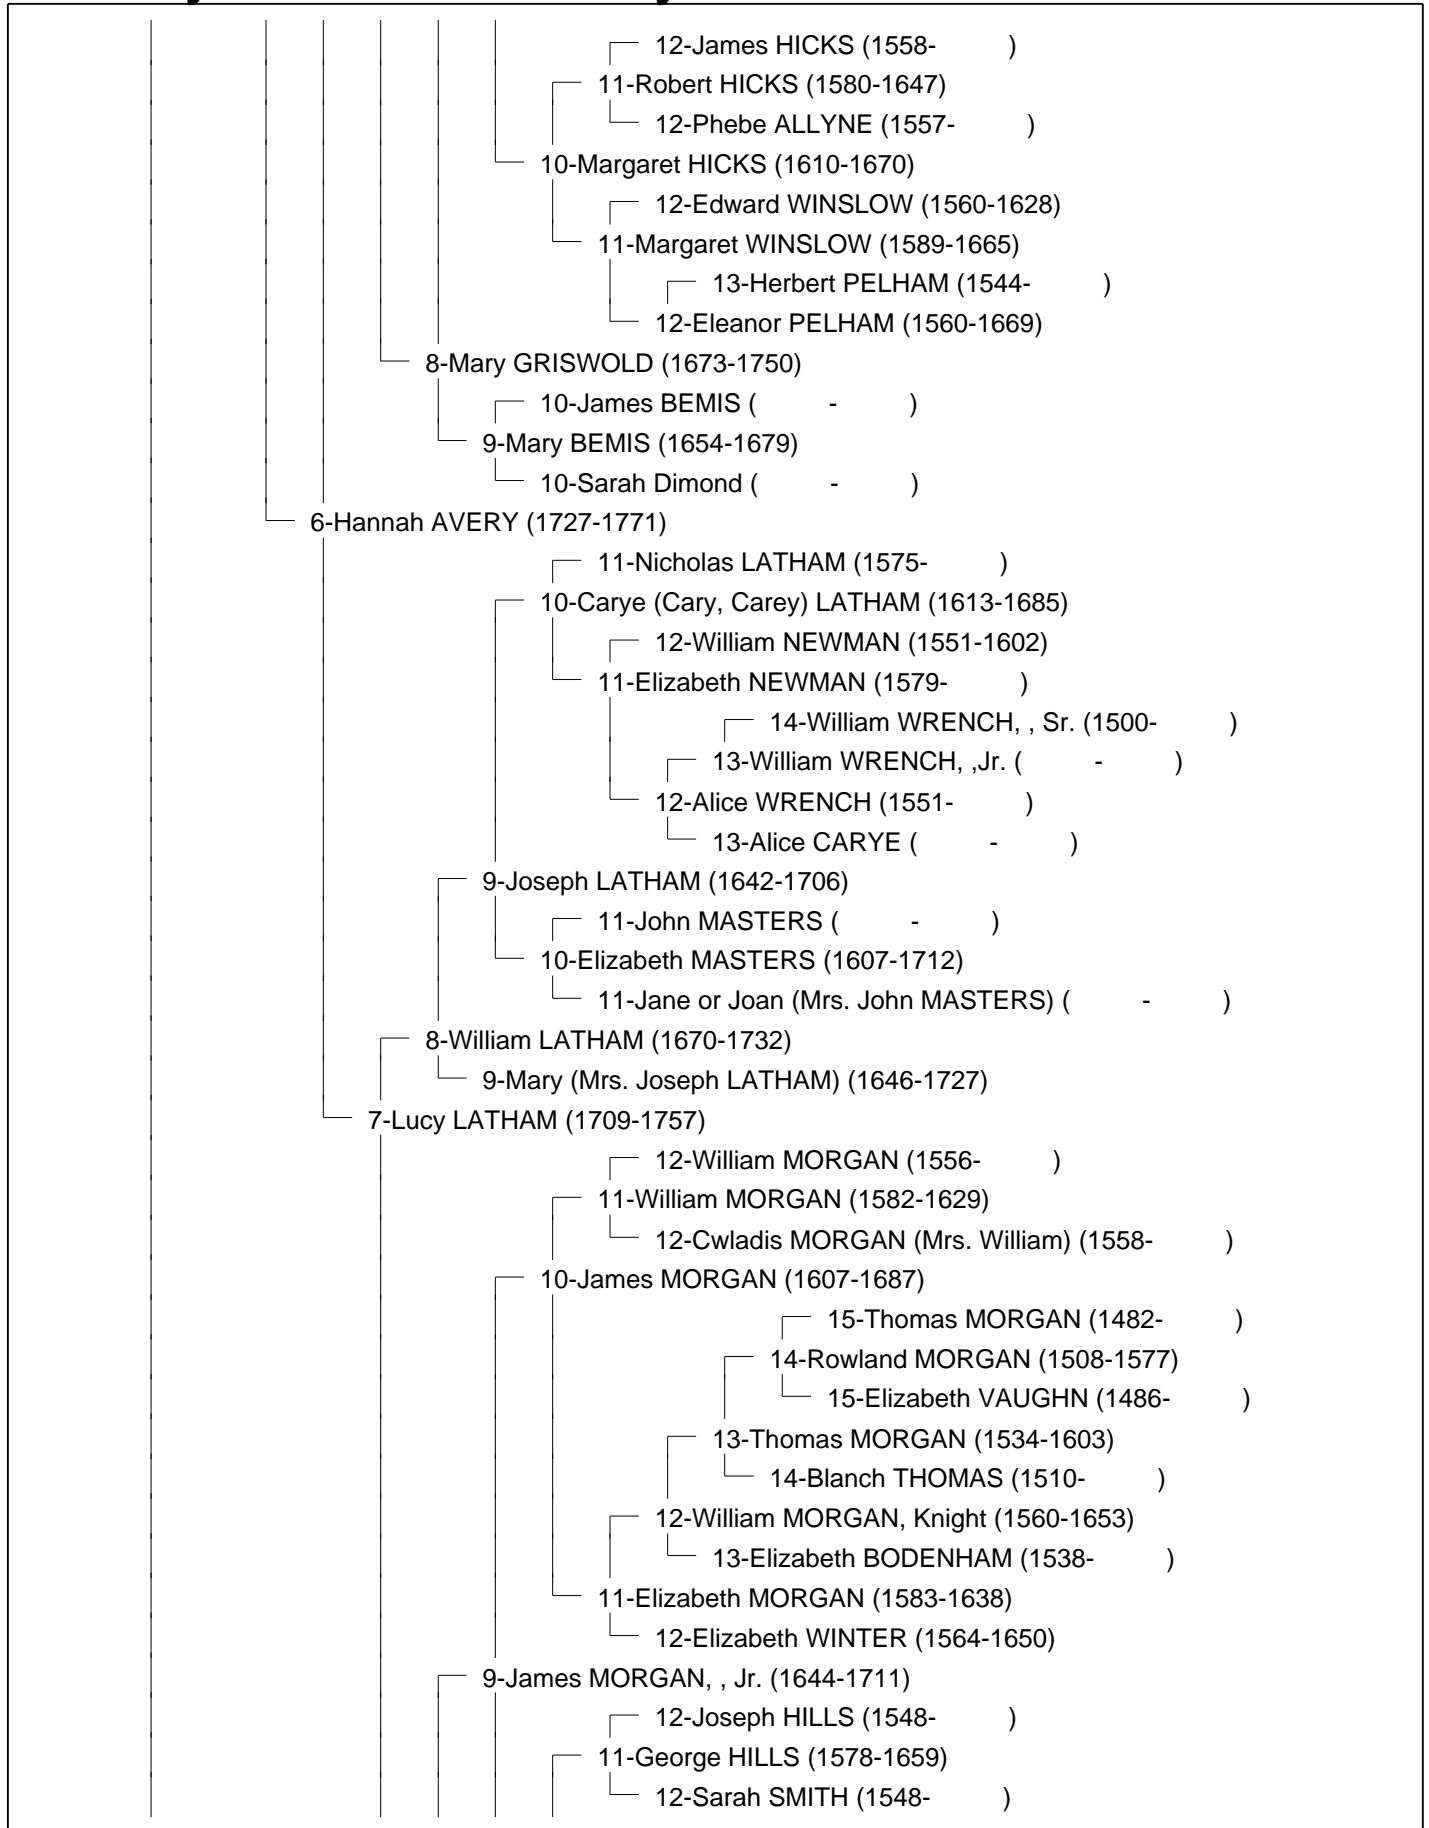 12-James HICKS (1558- )
11-Robert HICKS (1580-1647)
12-Phebe ALLYNE (1557- )
10-Margaret HICKS (1610-1670)
12-Edward WINSLOW (1560-1628)
11-Margaret WINSLOW (1589-1665)
13-Herbert PELHAM (1544- )
12-Eleanor PELHAM (1560-1669)
8-Mary GRISWOLD (1673-1750)
10-James BEMIS ( - )
9-Mary BEMIS (1654-1679)
10-Sarah Dimond ( - )
6-Hannah AVERY (1727-1771)
11-Nicholas LATHAM (1575- )
10-Carye (Cary, Carey) LATHAM (1613-1685)
12-William NEWMAN (1551-1602)
11-Elizabeth NEWMAN (1579- )
14-William WRENCH, , Sr. (1500- )
13-William WRENCH, ,Jr. ( - )
12-Alice WRENCH (1551- )
13-Alice CARYE ( - )
9-Joseph LATHAM (1642-1706)
11-John MASTERS ( - )
10-Elizabeth MASTERS (1607-1712)
11-Jane or Joan (Mrs. John MASTERS) ( - )
8-William LATHAM (1670-1732)
9-Mary (Mrs. Joseph LATHAM) (1646-1727)
7-Lucy LATHAM (1709-1757)
12-William MORGAN (1556- )
11-William MORGAN (1582-1629)
12-Cwladis MORGAN (Mrs. William) (1558- )
10-James MORGAN (1607-1687)
15-Thomas MORGAN (1482- )
14-Rowland MORGAN (1508-1577)
15-Elizabeth VAUGHN (1486- )
13-Thomas MORGAN (1534-1603)
14-Blanch THOMAS (1510- )
12-William MORGAN, Knight (1560-1653)
13-Elizabeth BODENHAM (1538- )
11-Elizabeth MORGAN (1583-1638)
12-Elizabeth WINTER (1564-1650)
9-James MORGAN, , Jr. (1644-1711)
12-Joseph HILLS (1548- )
11-George HILLS (1578-1659)
12-Sarah SMITH (1548- )